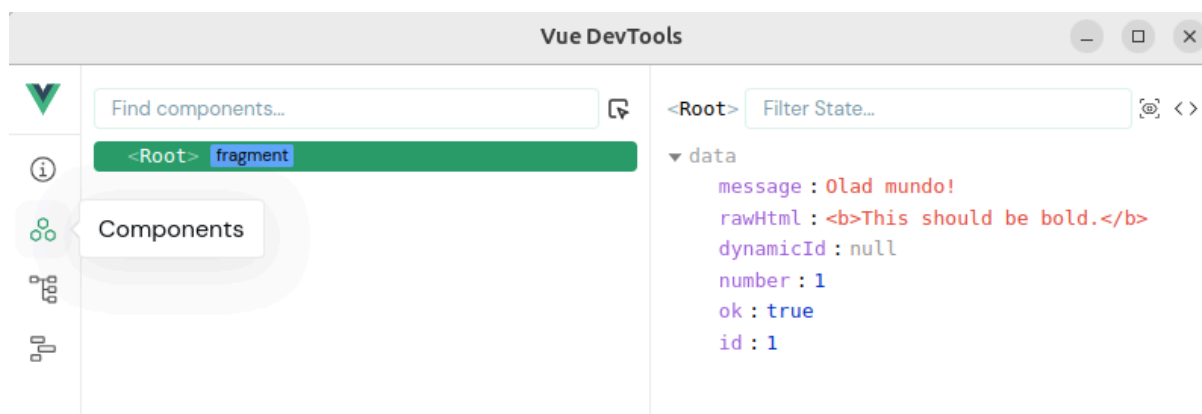 Vue DevTools
Find components...
<Root> Filter State...
<Root> fragment
data
message : Olad mundo!
rawHtml : <b>This should be bold.</b>
Components
dynamicId : null
number : 1
ok : true
id : 1